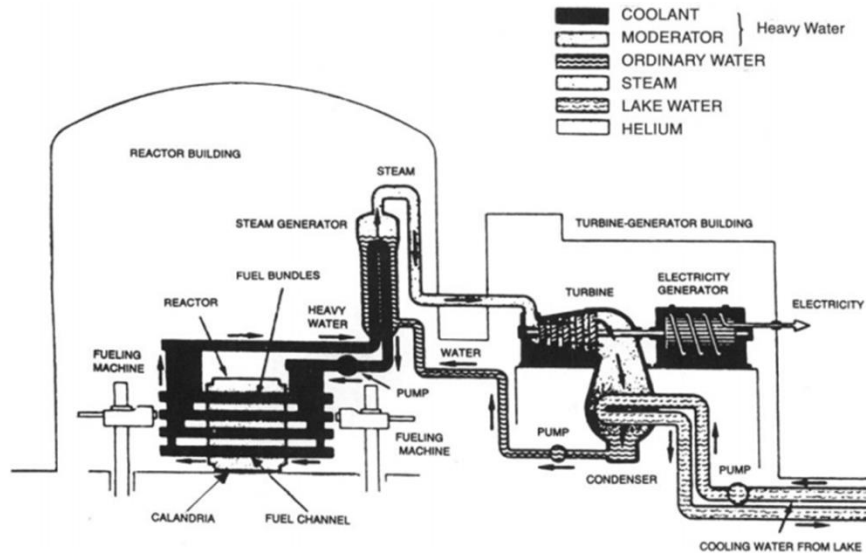 COOLANT
MODERATOR
Heavy Water
ORDINARY WATER
STEAM
LAKE WATER
HELIUM
REACTOR BUILDING
STEAM
STEAM GENERATOR
TURBINE-GENERATOR BUILDING
FUEL BUNDLES
REACTOR
HEAVY
WATER
TURBINE
ELECTRICITY
GENERATOR
ELECTRICITY
FUELING
MACHINE
WATER
PUMP
FUELING
MACHINE
PUMP
CONDENSER
PUMP
CALANDRIA
FUEL CHANNEL
COOLING WATER FROM LAKE